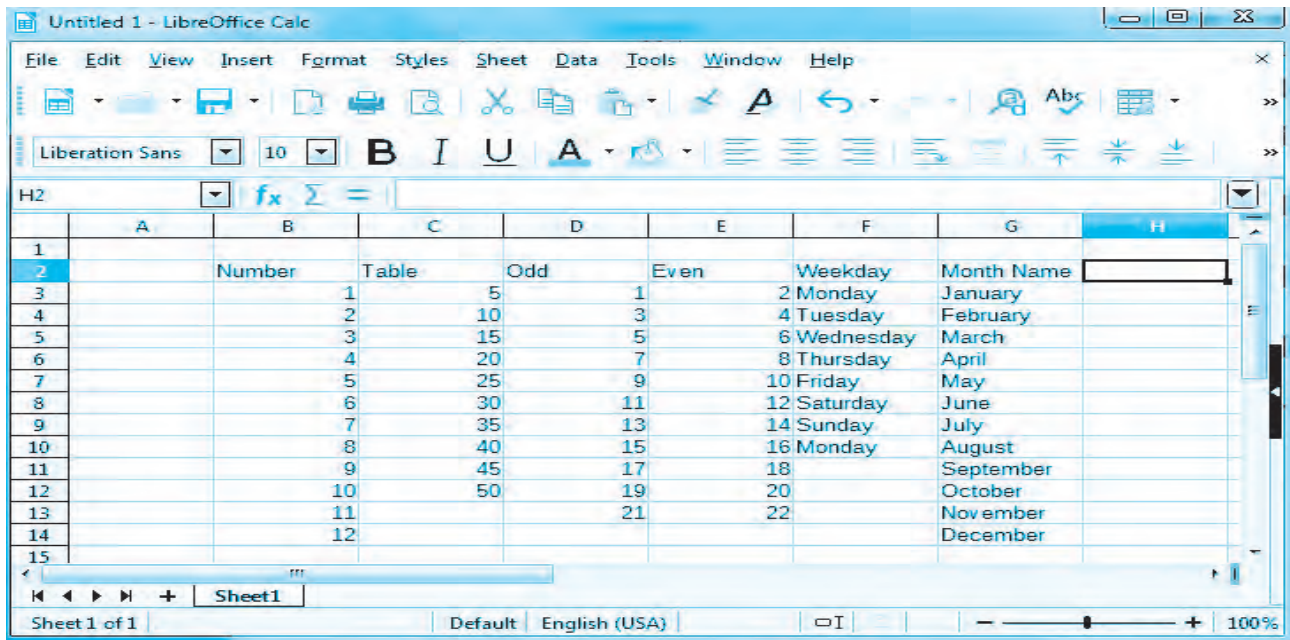 Untitled 1 - LibreOffice Calc
File Edit View Insert Format Styles Sheet Data Tools Window Help
Abc
Liberation Sans 10 B I U A
H2 fx Σ =
A B C D E F G H
1
2 Number Table Odd Even Weekday Month Name
3 1 5 1 2 Monday January
4 2 10 3 4 Tuesday February
5 3 15 5 6 Wednesday March
6 4 20 7 8 Thursday April
7 5 25 9 10 Friday May
8 6 30 11 12 Saturday June
9 7 35 13 14 Sunday July
10 8 40 15 16 Monday August
11 9 45 17 18 September
12 10 50 19 20 October
13 11 21 22 November
14 12 December
15
Sheet1
Sheet 1 of 1 Default English (USA) 100%